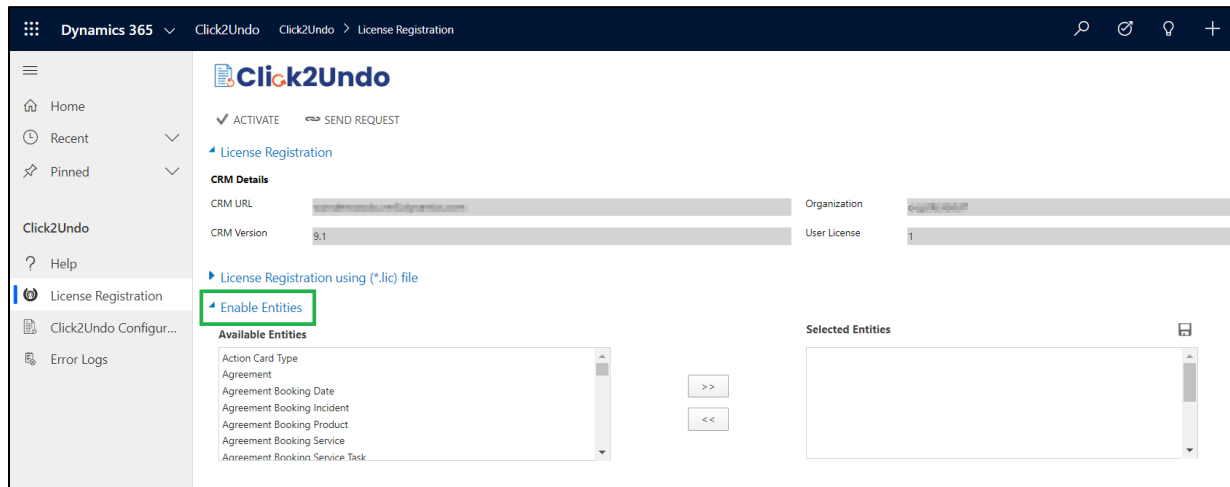 Dynamics 365 Click2Undo Click2Undo > License Registration
Click2Undo
Home
Recent
Pinned
Click2Undo
Help
License Registration
Click2Undo Configur...
Error Logs
ACTIVATE SEND REQUEST
License Registration
CRM Details
CRM URL Organization
CRM Version 9.1 User License 1
License Registration using (*.lic) file
Enable Entities
Available Entities Selected Entities
Action Card Type
Agreement
Agreement Booking Date
Agreement Booking Incident
Agreement Booking Product
Agreement Booking Service
Agreement Booking Service Task
>>
<<